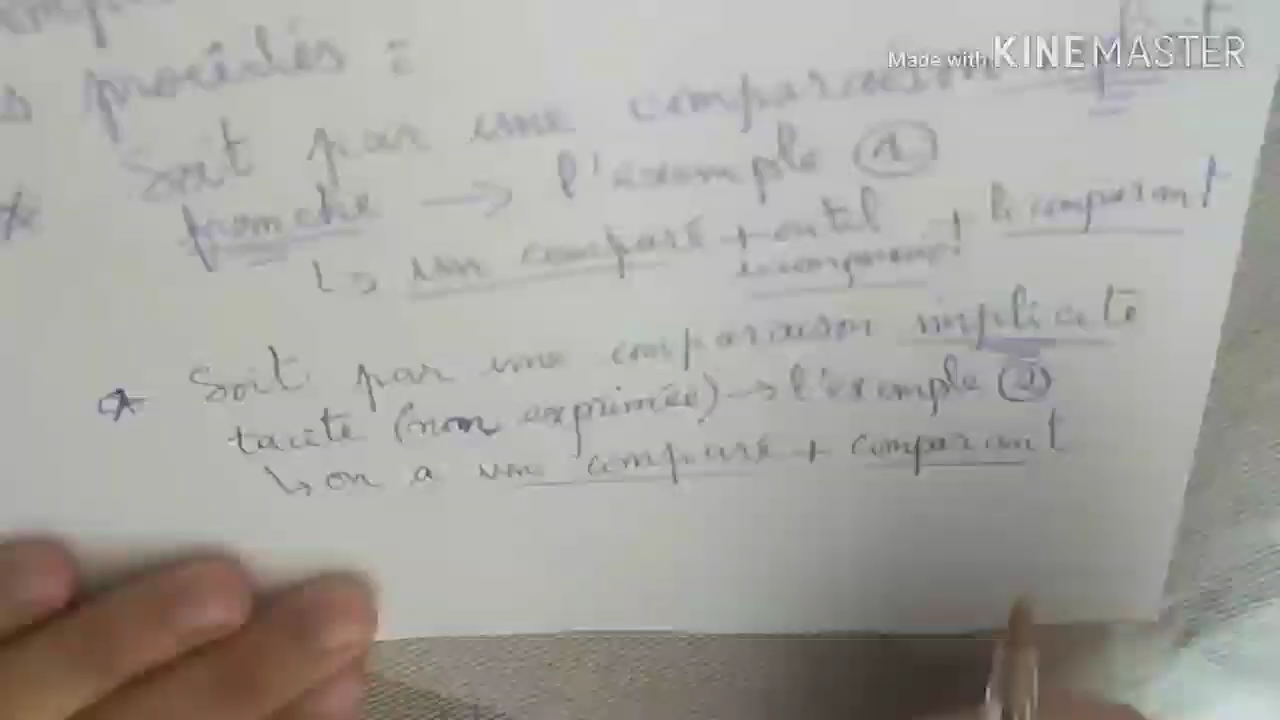 s procédés :
* Soit par une comparaison
franche → l'exemple ①
↳ un comparé + outil + le comparant
* Soit par une comparaison implicite
tacite (non exprimée) → l'exemple ②
↳ on a un comparé + comparant
Made with KINEMASTER